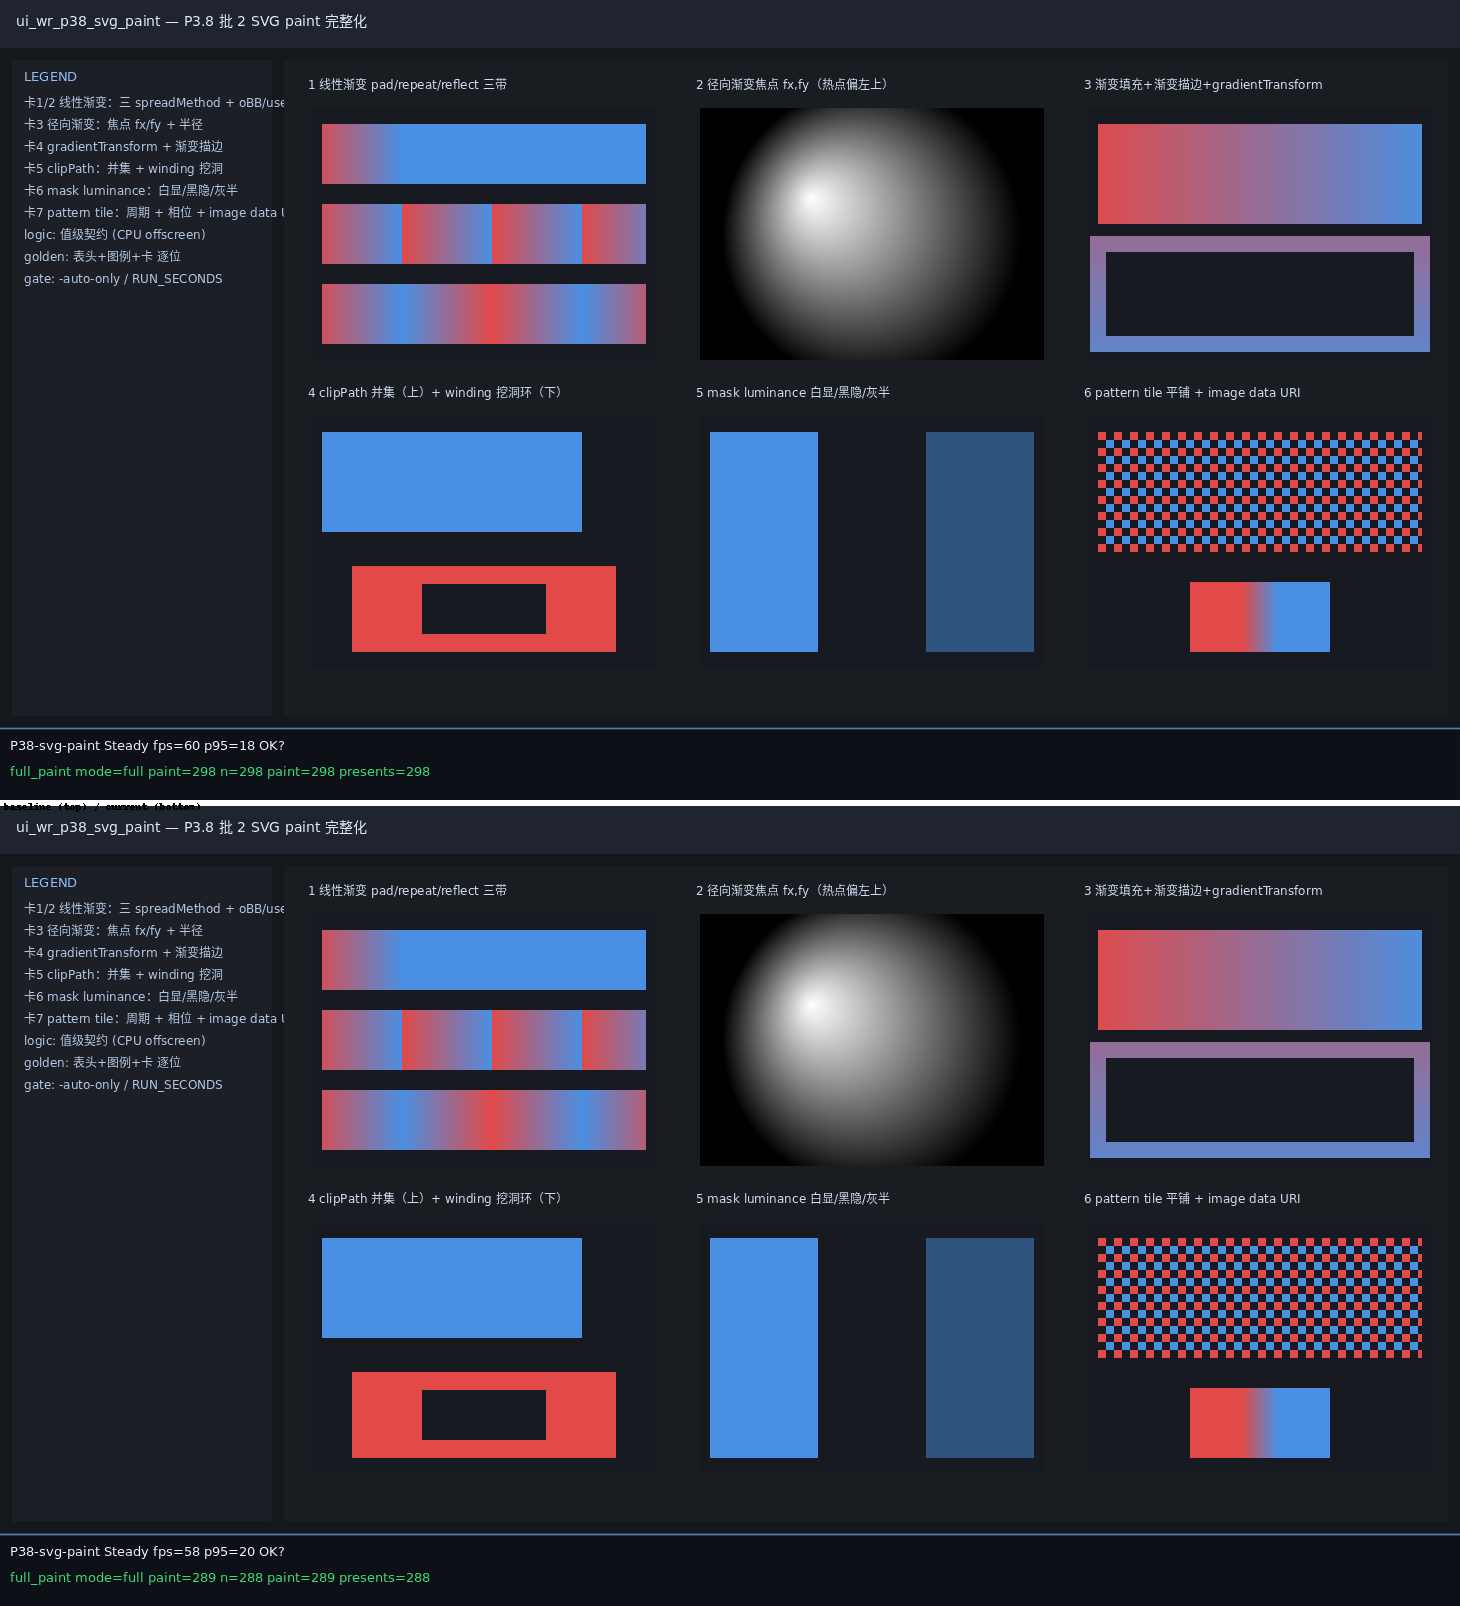 ui_wr_p38_svg_paint — P3.8 批 2 SVG paint 完整化
LEGEND
卡1/2 线性渐变：三 spreadMethod + oBB/use
卡3 径向渐变：焦点 fx/fy + 半径
卡4 gradientTransform + 渐变描边
卡5 clipPath：并集 + winding 挖洞
卡6 mask luminance：白显/黑隐/灰半
卡7 pattern tile：周期 + 相位 + image data U
logic: 值级契约 (CPU offscreen)
golden: 表头+图例+卡 逐位
gate: -auto-only / RUN_SECONDS
1 线性渐变 pad/repeat/reflect 三带
2 径向渐变焦点 fx,fy（热点偏左上）
3 渐变填充+渐变描边+gradientTransform
4 clipPath 并集（上）+ winding 挖洞环（下）
5 mask luminance 白显/黑隐/灰半
6 pattern tile 平铺 + image data URI
P38-svg-paint Steady fps=60 p95=18 OK?
full_paint mode=full paint=298 n=298 paint=298 presents=298
baseline (top) / current (bottom)
ui_wr_p38_svg_paint — P3.8 批 2 SVG paint 完整化
LEGEND
卡1/2 线性渐变：三 spreadMethod + oBB/use
卡3 径向渐变：焦点 fx/fy + 半径
卡4 gradientTransform + 渐变描边
卡5 clipPath：并集 + winding 挖洞
卡6 mask luminance：白显/黑隐/灰半
卡7 pattern tile：周期 + 相位 + image data U
logic: 值级契约 (CPU offscreen)
golden: 表头+图例+卡 逐位
gate: -auto-only / RUN_SECONDS
1 线性渐变 pad/repeat/reflect 三带
2 径向渐变焦点 fx,fy（热点偏左上）
3 渐变填充+渐变描边+gradientTransform
4 clipPath 并集（上）+ winding 挖洞环（下）
5 mask luminance 白显/黑隐/灰半
6 pattern tile 平铺 + image data URI
P38-svg-paint Steady fps=58 p95=20 OK?
full_paint mode=full paint=289 n=288 paint=289 presents=288